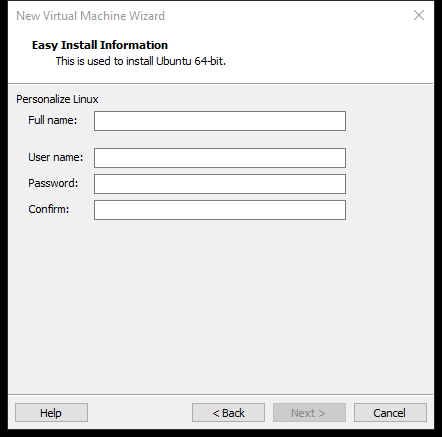 New Virtual Machine Wizard
Easy Install Information
This is used to install Ubuntu 64-bit.
Personalize Linux
Full name:
User name:
Password:
Confirm:
Help
< Back
Next >
Cancel